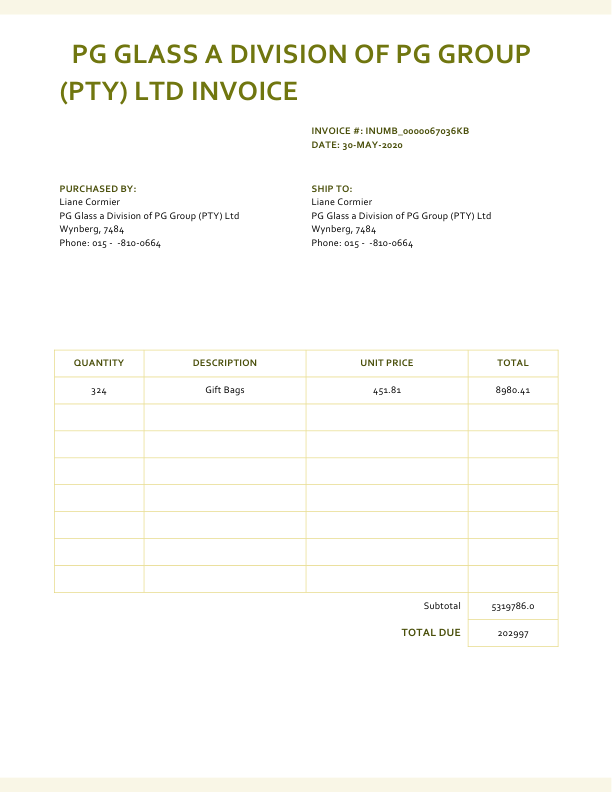 PG GLASS A DIVISION OF PG GROUP
(PTY) LTD INVOICE
INVOICE #: INUMB_0000067036KB
DATE: 30-MAY-2020
PURCHASED BY:
Liane Cormier
PG Glass a Division of PG Group (PTY) Ltd
Wynberg, 7484
Phone: 015 -  -810-0664
SHIP TO:
Liane Cormier
PG Glass a Division of PG Group (PTY) Ltd
Wynberg, 7484
Phone: 015 -  -810-0664
QUANTITY DESCRIPTION UNIT PRICE TOTAL
324 Gift Bags 451.81 8980.41
Subtotal 5319786.0
TOTAL DUE 202997